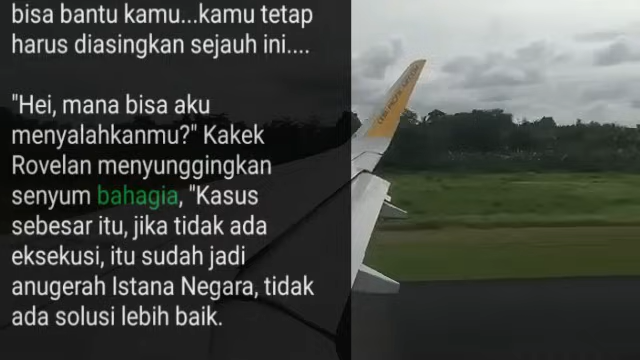 bisa bantu kamu...kamu tetap
harus diasingkan sejauh ini....
"Hei, mana bisa aku
menyalahkanmu?" Kakek
Rovelan menyunggingkan
senyum bahagia, "Kasus
sebesar itu, jika tidak ada
eksekusi, itu sudah jadi
anugerah Istana Negara, tidak
ada solusi lebih baik.